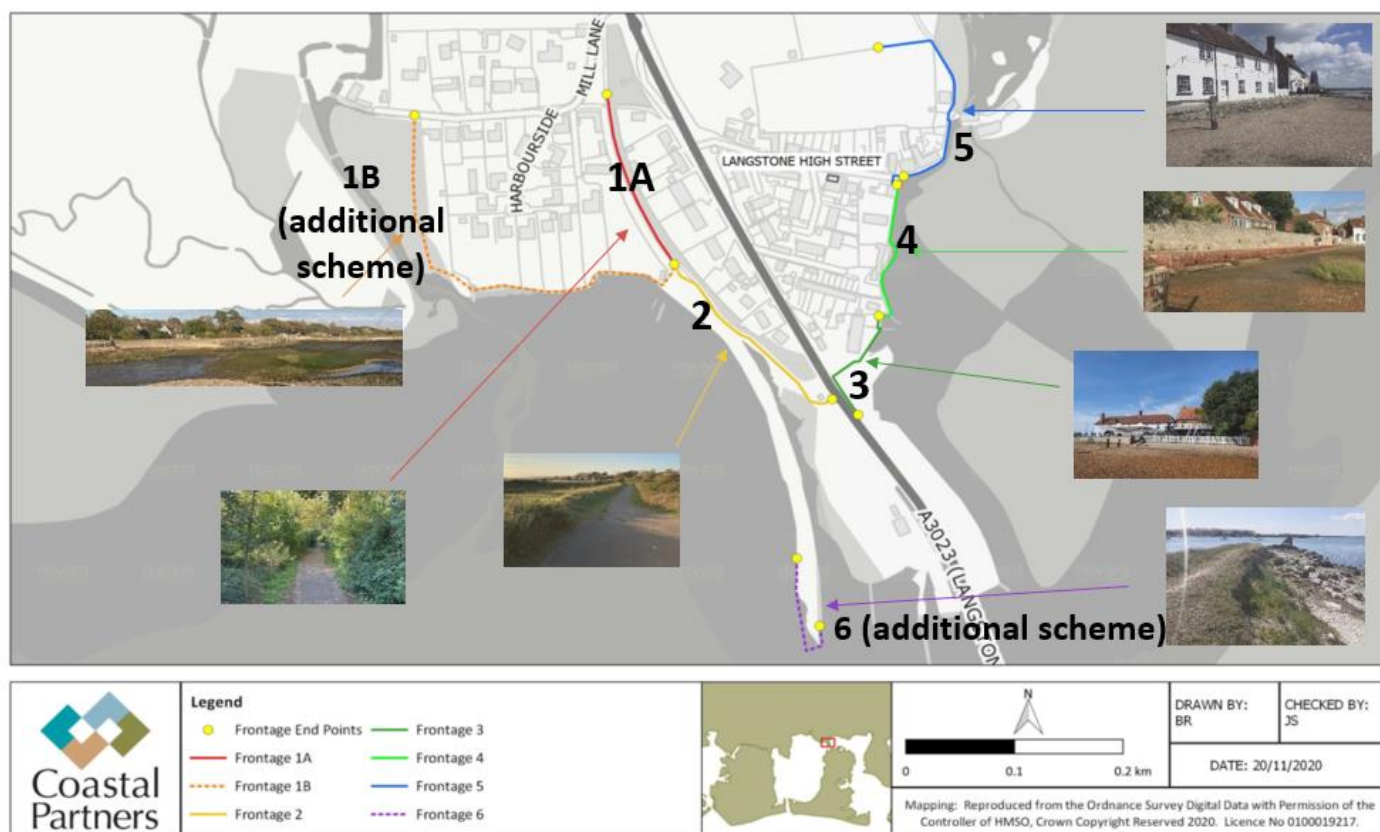 MILL LANE
HARBOURSIDE
1B
(additional
scheme)
1A
LANGSTONE HIGH STREET
5
4
2
3
A3023 (LANGSTON
6 (additional scheme)
Coastal
Partners
Legend
Frontage End Points
Frontage 1A
Frontage 1B
Frontage 2
Frontage 3
Frontage 4
Frontage 5
Frontage 6
N
0 0.1 0.2 km
DRAWN BY:
BR
CHECKED BY:
JS
DATE: 20/11/2020
Mapping: Reproduced from the Ordnance Survey Digital Data with Permission of the
Controller of HMSO, Crown Copyright Reserved 2020. Licence No 0100019217.